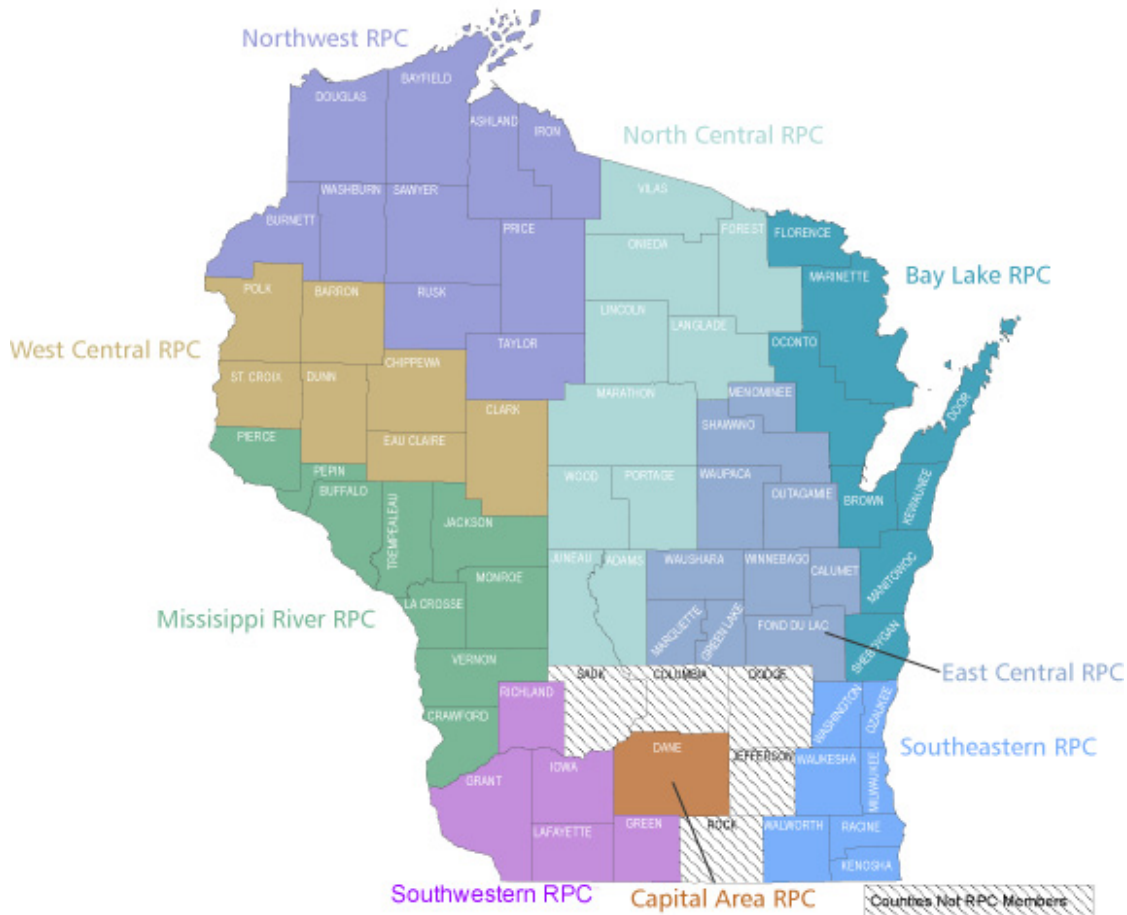 Northwest RPC
BAYFIELD
DOUGLAS
ASHLAND
IRON
North Central RPC
VILAS
WASHBURN
SAWYER
BURNETT
PRICE
FOREST
FLORENCE
ONIEDA
MARINETTE
Bay Lake RPC
POLK
BARRON
RUSK
LINCOLN
LANGLADE
West Central RPC
TAYLOR
OCONTO
ST. CROIX
DUNN
CHIPPEWA
MARATHON
MENOMINEE
DOOR
CLARK
SHAWANO
PIERCE
EAU CLAIRE
PEPIN
WOOD
PORTAGE
WAUPACA
BUFFALO
OUTAGAMIE
BROWN
KEWAUNEE
TREMPEALEAU
JACKSON
JUNEAU
ADAMS
WAUSHARA
WINNEBAGO
CALUMET
MANITOWOC
MONROE
LA CROSSE
Missisippi River RPC
MARQUETTE
GREEN LAKE
FOND DU LAC
SHEBOYGAN
VERNON
East Central RPC
RICHLAND
SAUK
COLUMBIA
DODGE
WASHINGTON
OZAUKEE
CRAWFORD
DANE
JEFFERSON
WAUKESHA
MILWAUKEE
Southeastern RPC
GRANT
IOWA
LAFAYETTE
GREEN
ROCK
WALWORTH
RACINE
KENOSHA
Southwestern RPC
Capital Area RPC
Counties Not RPC Members